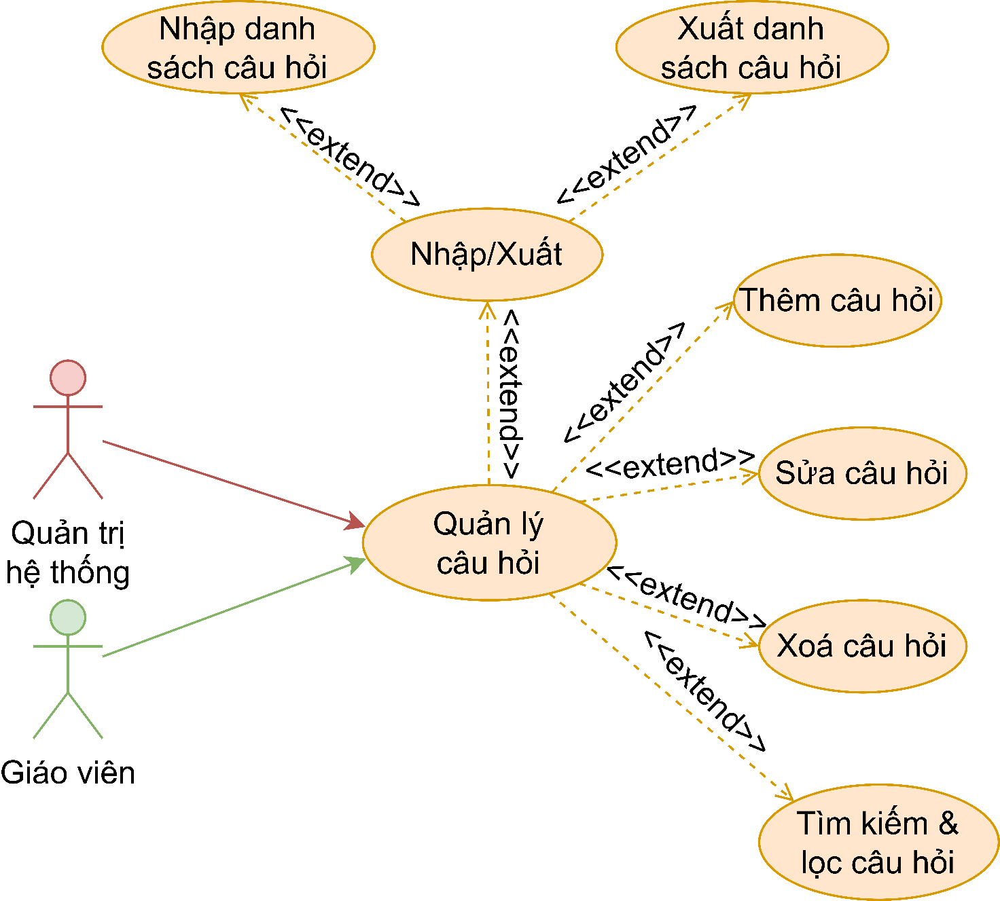 Nhập danh
sách câu hỏi
Xuất danh
sách câu hỏi
<<extend>>
<<extend>>
Nhập/Xuất
Thêm câu hỏi
<<extend>>
<<extend>>
<<extend>>
Sửa câu hỏi
Quản trị
hệ thống
Quản lý
câu hỏi
<<extend>>
Xoá câu hỏi
<<extend>>
Giáo viên
Tìm kiếm &
lọc câu hỏi